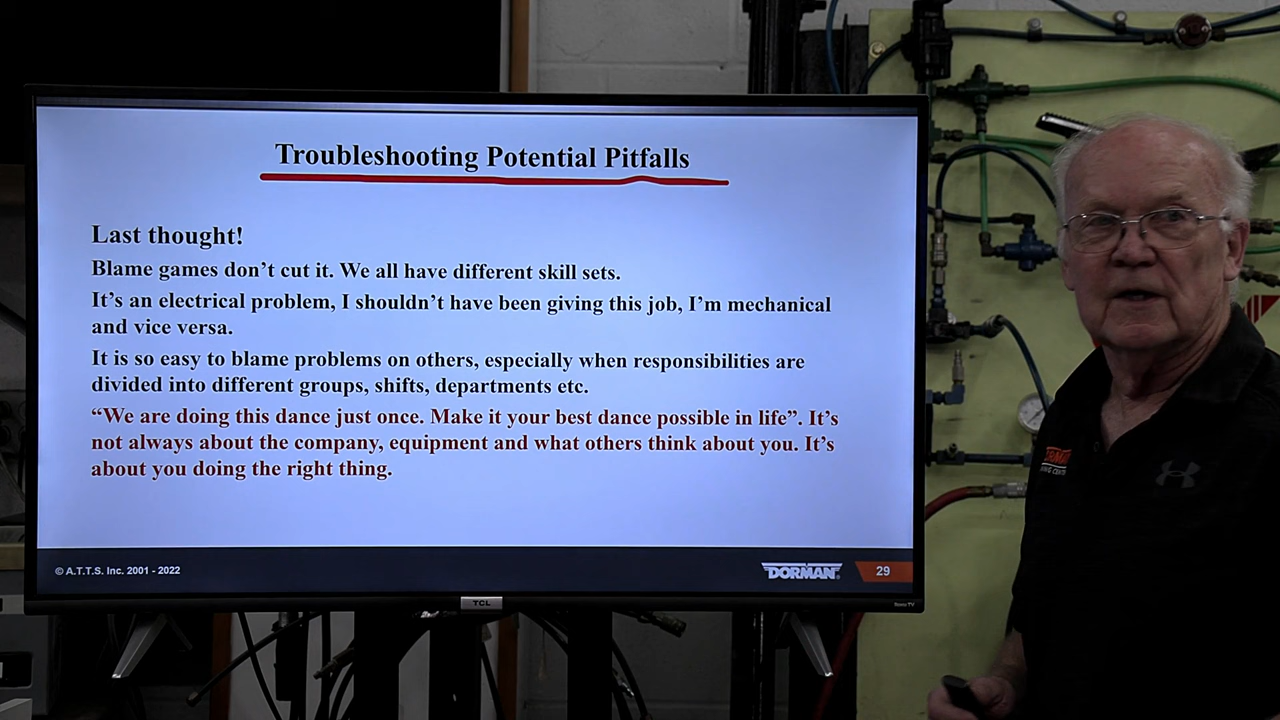 Troubleshooting Potential Pitfalls
Last thought!
Blame games don’t cut it. We all have different skill sets.
It’s an electrical problem, I shouldn’t have been giving this job, I’m mechanical
and vice versa.
It is so easy to blame problems on others, especially when responsibilities are
divided into different groups, shifts, departments etc.
“We are doing this dance just once. Make it your best dance possible in life”. It’s
not always about the company, equipment and what others think about you. It’s
about you doing the right thing.
© A.T.T.S. Inc. 2001 - 2022
DORMAN
29
TCL
Roku TV